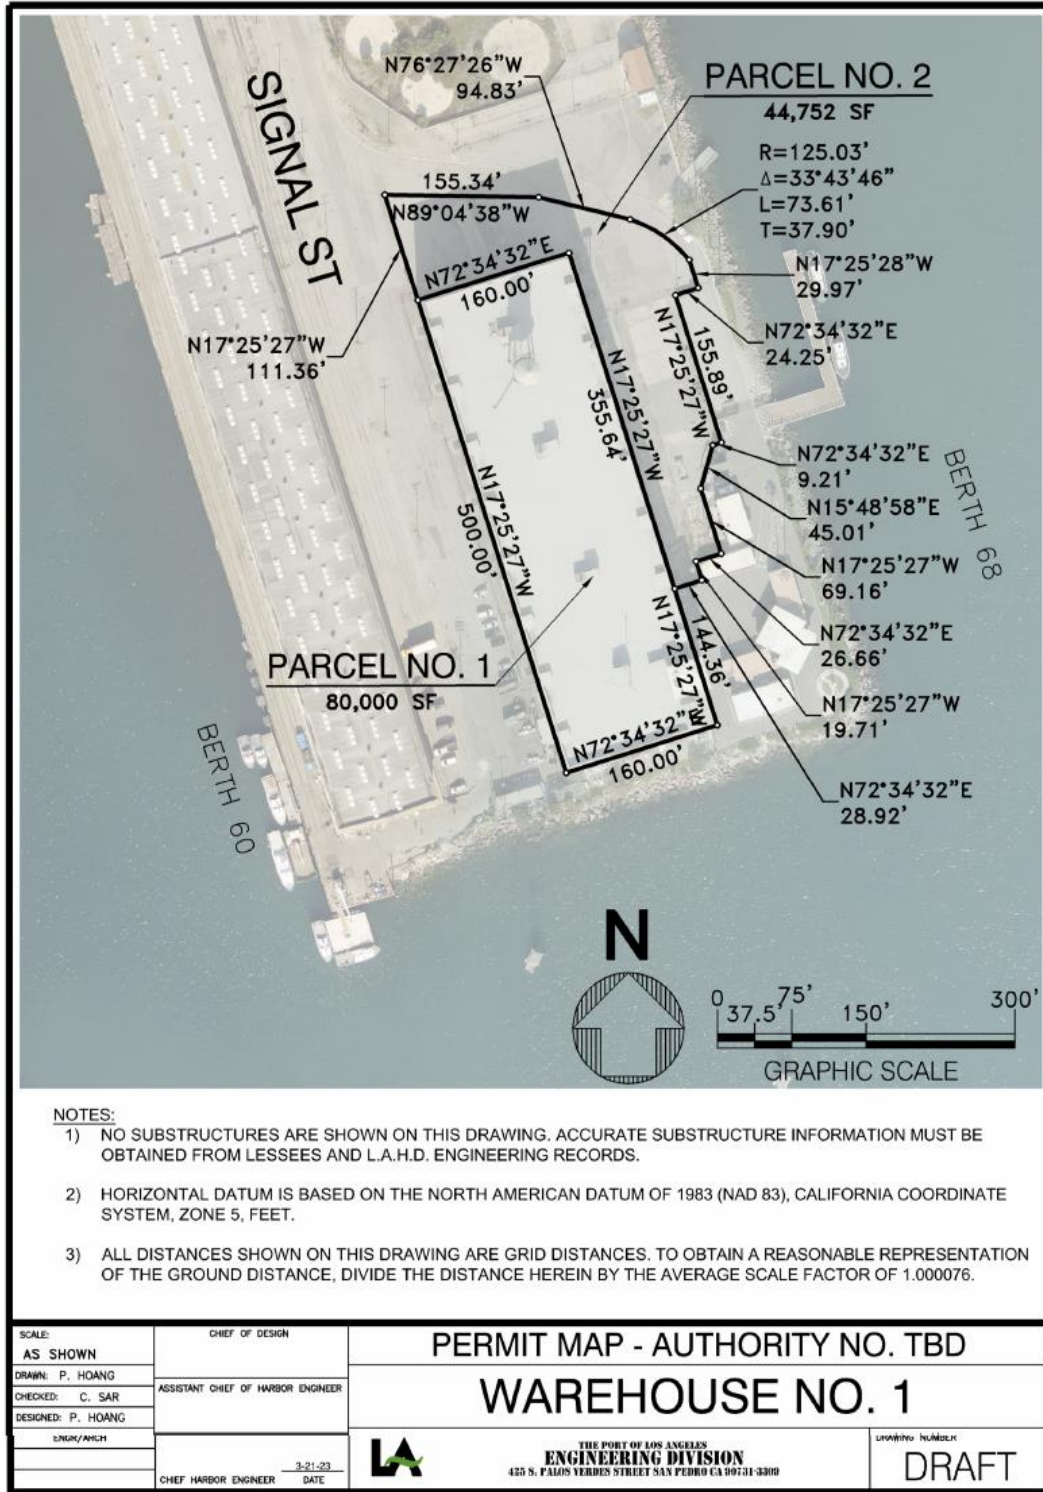 N76°27'26"W
94.83'
PARCEL NO. 2
44,752 SF
SIGNAL ST
R=125.03'
Δ=33°43'46"
L=73.61'
T=37.90'
155.34'
N89°04'38"W
N72°34'32"E
160.00'
N17°25'28"W
29.97'
N72°34'32"E
24.25'
N17°25'27"W
111.36'
155.89'
N17°25'27"W
N17°25'27"W
355.64'
N72°34'32"E
9.21'
N15°48'58"E
45.01'
BERTH 68
N17°25'27"W
500.00'
N17°25'27"W
69.16'
N72°34'32"E
26.66'
144.36'
N17°25'27"W
PARCEL NO. 1
80,000 SF
N17°25'27"W
19.71'
N72°34'32"E
160.00'
BERTH 60
N72°34'32"E
28.92'
N
0 37.5' 75' 150' 300'
GRAPHIC SCALE
NOTES:
1) NO SUBSTRUCTURES ARE SHOWN ON THIS DRAWING. ACCURATE SUBSTRUCTURE INFORMATION MUST BE
OBTAINED FROM LESSEES AND L.A.H.D. ENGINEERING RECORDS.
2) HORIZONTAL DATUM IS BASED ON THE NORTH AMERICAN DATUM OF 1983 (NAD 83), CALIFORNIA COORDINATE
SYSTEM, ZONE 5, FEET.
3) ALL DISTANCES SHOWN ON THIS DRAWING ARE GRID DISTANCES. TO OBTAIN A REASONABLE REPRESENTATION
OF THE GROUND DISTANCE, DIVIDE THE DISTANCE HEREIN BY THE AVERAGE SCALE FACTOR OF 1.000076.
SCALE:
AS SHOWN
DRAWN: P. HOANG
CHECKED: C. SAR
DESIGNED: P. HOANG
ENGR/ARCH
CHIEF OF DESIGN
ASSISTANT CHIEF OF HARBOR ENGINEER
3-21-23
CHIEF HARBOR ENGINEER DATE
PERMIT MAP - AUTHORITY NO. TBD
WAREHOUSE NO. 1
LA
THE PORT OF LOS ANGELES
ENGINEERING DIVISION
425 S. PALOS VERDES STREET SAN PEDRO CA 90731-3309
DRAWING NUMBER
DRAFT